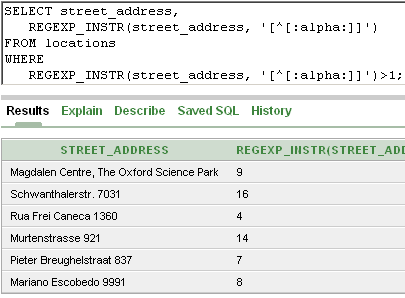 SELECT street_address,
REGEXP_INSTR(street_address, '[^[:alpha:]]')
FROM locations
WHERE
REGEXP_INSTR(street_address, '[^[:alpha:]]')>1;
Results Explain Describe Saved SQL History
STREET_ADDRESS REGEXP_INSTR(STREET_ADD
Magdalen Centre, The Oxford Science Park 9
Schwanthalerstr. 7031 16
Rua Frei Caneca 1360 4
Murtenstrasse 921 14
Pieter Breughelstraat 837 7
Mariano Escobedo 9991 8